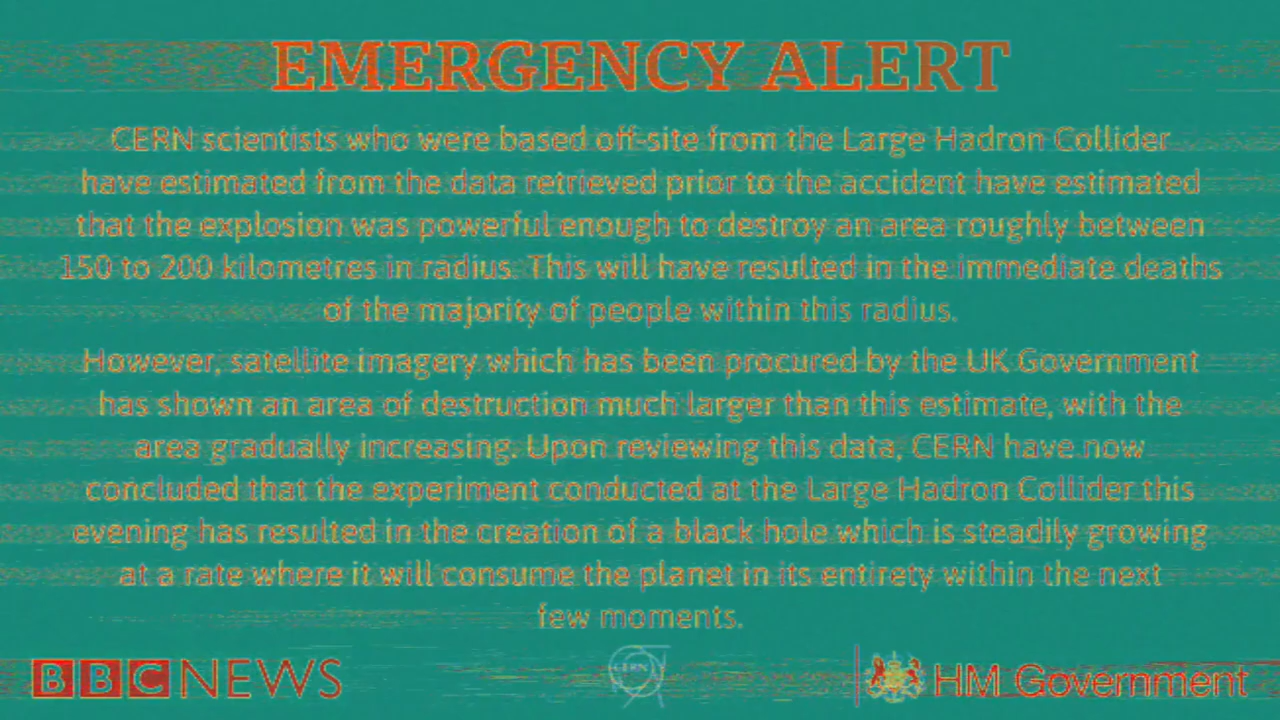 EMERGENCY ALERT
CERN scientists who were based off-site from the Large Hadron Collider
have estimated from the data retrieved prior to the accident have estimated
that the explosion was powerful enough to destroy an area roughly between
150 to 200 kilometres in radius. This will have resulted in the immediate deaths
of the majority of people within this radius.
However, satellite imagery which has been procured by the UK Government
has shown an area of destruction much larger than this estimate, with the
area gradually increasing. Upon reviewing this data, CERN have now
concluded that the experiment conducted at the Large Hadron Collider this
evening has resulted in the creation of a black hole which is steadily growing
at a rate where it will consume the planet in its entirety within the next
few moments.
BBC NEWS
CERN
HM Government